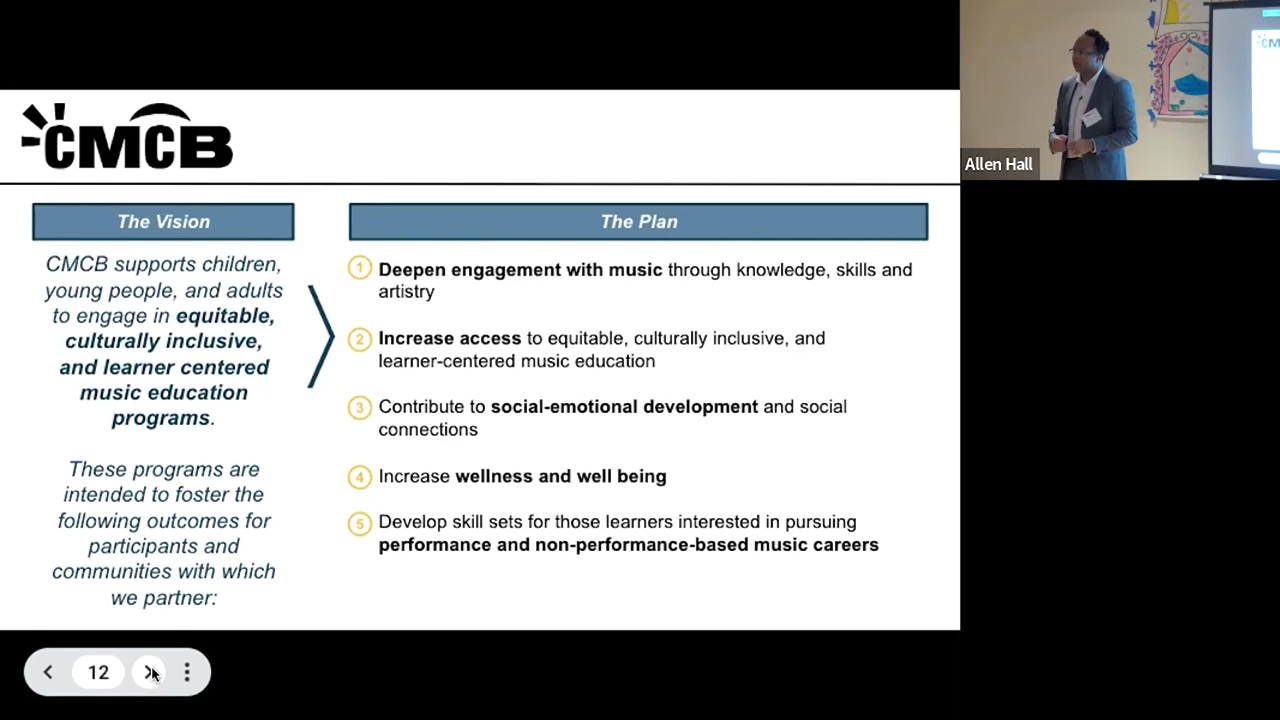 CMCB
The Vision
CMCB supports children,
young people, and adults
to engage in equitable,
culturally inclusive,
and learner centered
music education
programs.
These programs are
intended to foster the
following outcomes for
participants and
communities with which
we partner:
The Plan
1 Deepen engagement with music through knowledge, skills and
artistry
2 Increase access to equitable, culturally inclusive, and
learner-centered music education
3 Contribute to social-emotional development and social
connections
4 Increase wellness and well being
5 Develop skill sets for those learners interested in pursuing
performance and non-performance-based music careers
12
Allen Hall